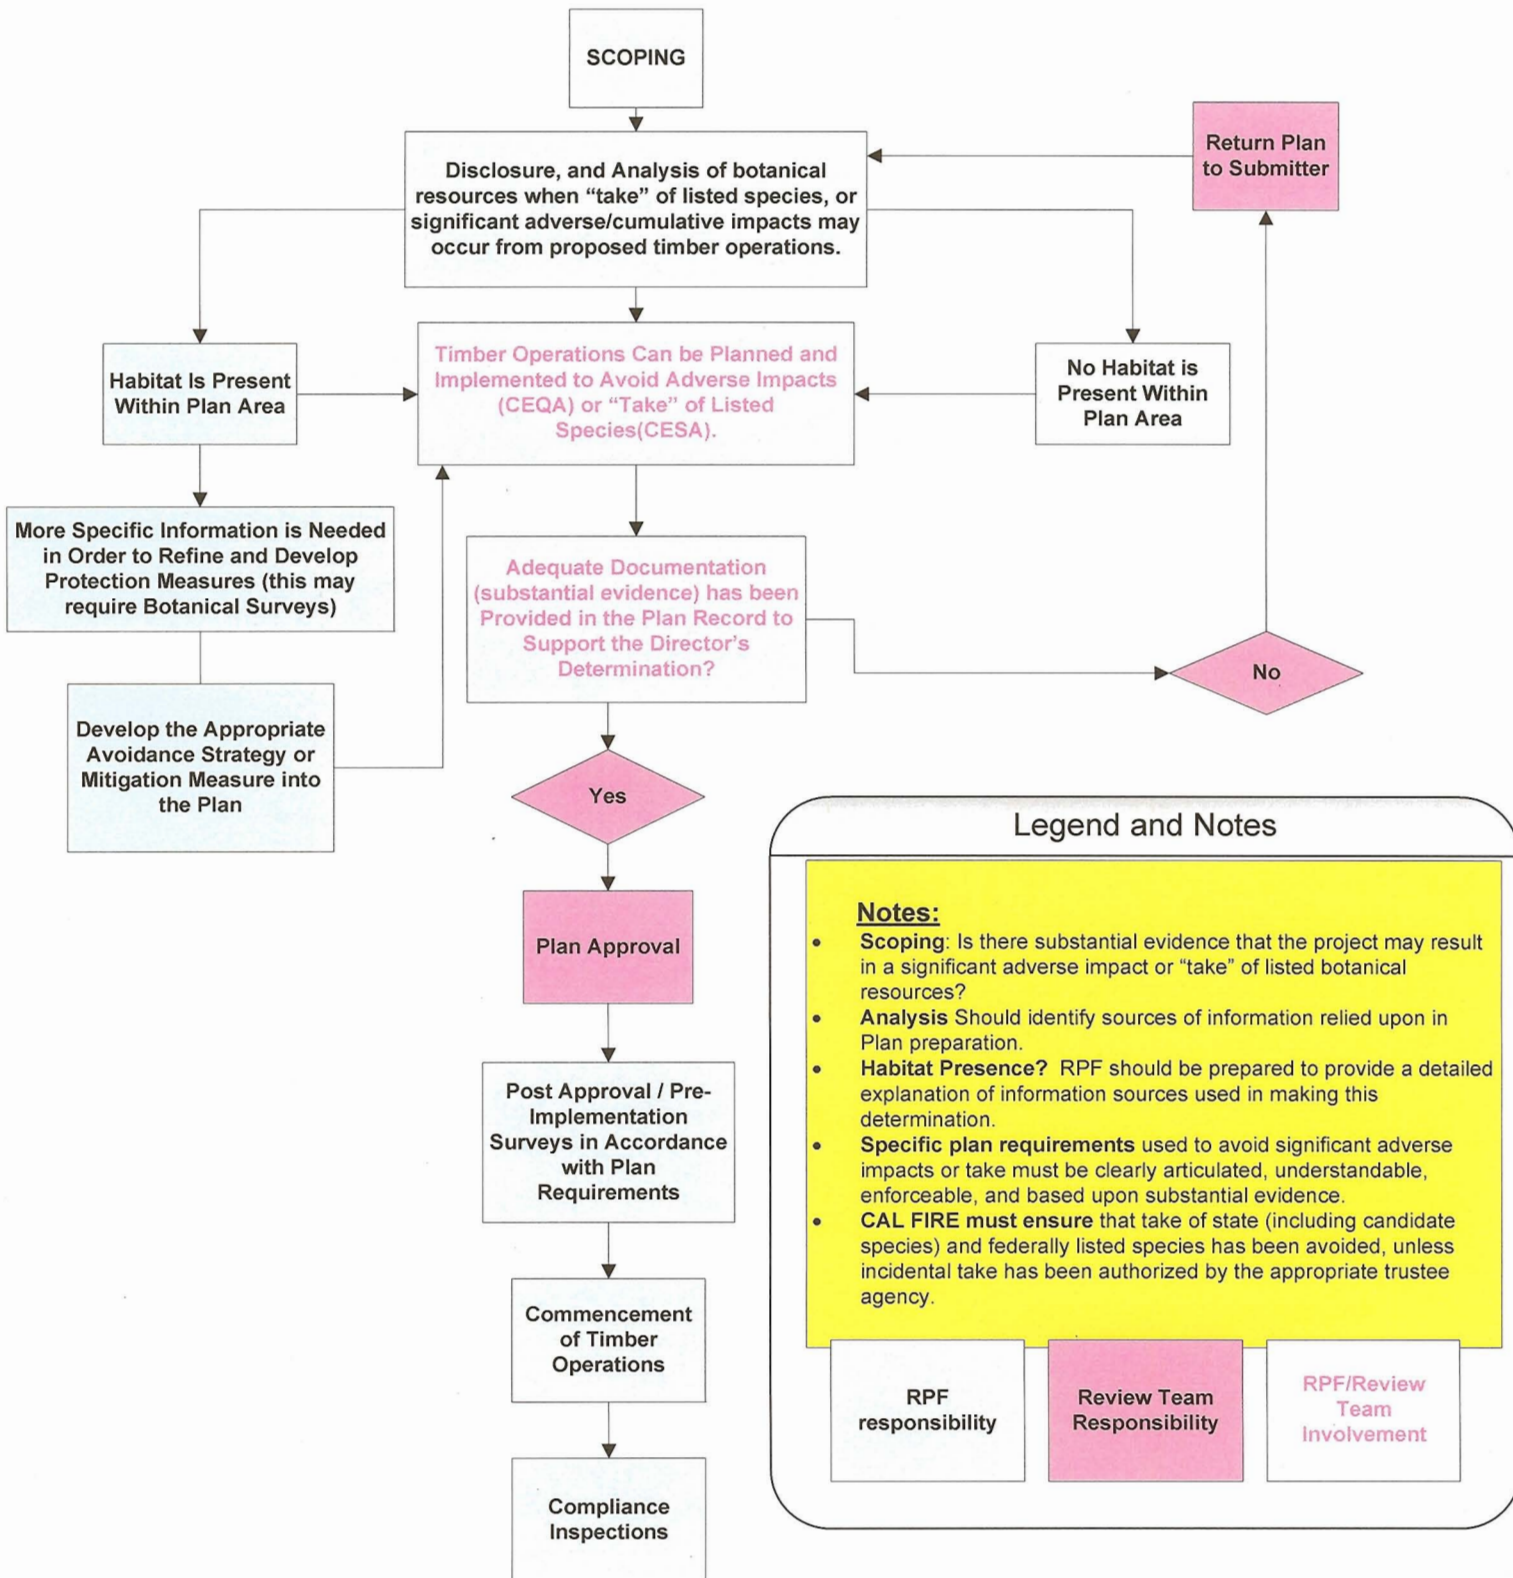 SCOPING
Disclosure, and Analysis of botanical
resources when “take” of listed species, or
significant adverse/cumulative impacts may
occur from proposed timber operations.
Return Plan
to Submitter
Habitat Is Present
Within Plan Area
Timber Operations Can be Planned and
Implemented to Avoid Adverse Impacts
(CEQA) or “Take” of Listed
Species(CESA).
No Habitat is
Present Within
Plan Area
More Specific Information is Needed
in Order to Refine and Develop
Protection Measures (this may
require Botanical Surveys)
Adequate Documentation
(substantial evidence) has been
Provided in the Plan Record to
Support the Director’s
Determination?
No
Develop the Appropriate
Avoidance Strategy or
Mitigation Measure into
the Plan
Yes
Plan Approval
Post Approval / Pre-
Implementation
Surveys in Accordance
with Plan
Requirements
Commencement
of Timber
Operations
Compliance
Inspections
Legend and Notes
Notes:
• Scoping: Is there substantial evidence that the project may result
in a significant adverse impact or “take” of listed botanical
resources?
• Analysis Should identify sources of information relied upon in
Plan preparation.
• Habitat Presence? RPF should be prepared to provide a detailed
explanation of information sources used in making this
determination.
• Specific plan requirements used to avoid significant adverse
impacts or take must be clearly articulated, understandable,
enforceable, and based upon substantial evidence.
• CAL FIRE must ensure that take of state (including candidate
species) and federally listed species has been avoided, unless
incidental take has been authorized by the appropriate trustee
agency.
RPF
responsibility
Review Team
Responsibility
RPF/Review
Team
Involvement